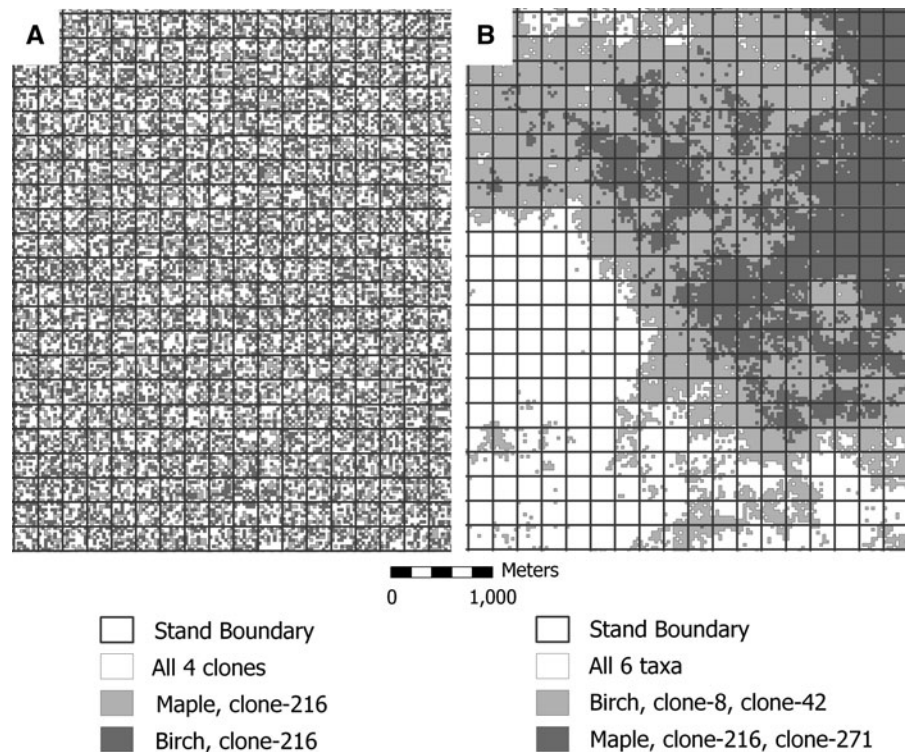 A
B
Meters
0 1,000
Stand Boundary
All 4 clones
Maple, clone-216
Birch, clone-216
Stand Boundary
All 6 taxa
Birch, clone-8, clone-42
Maple, clone-216, clone-271